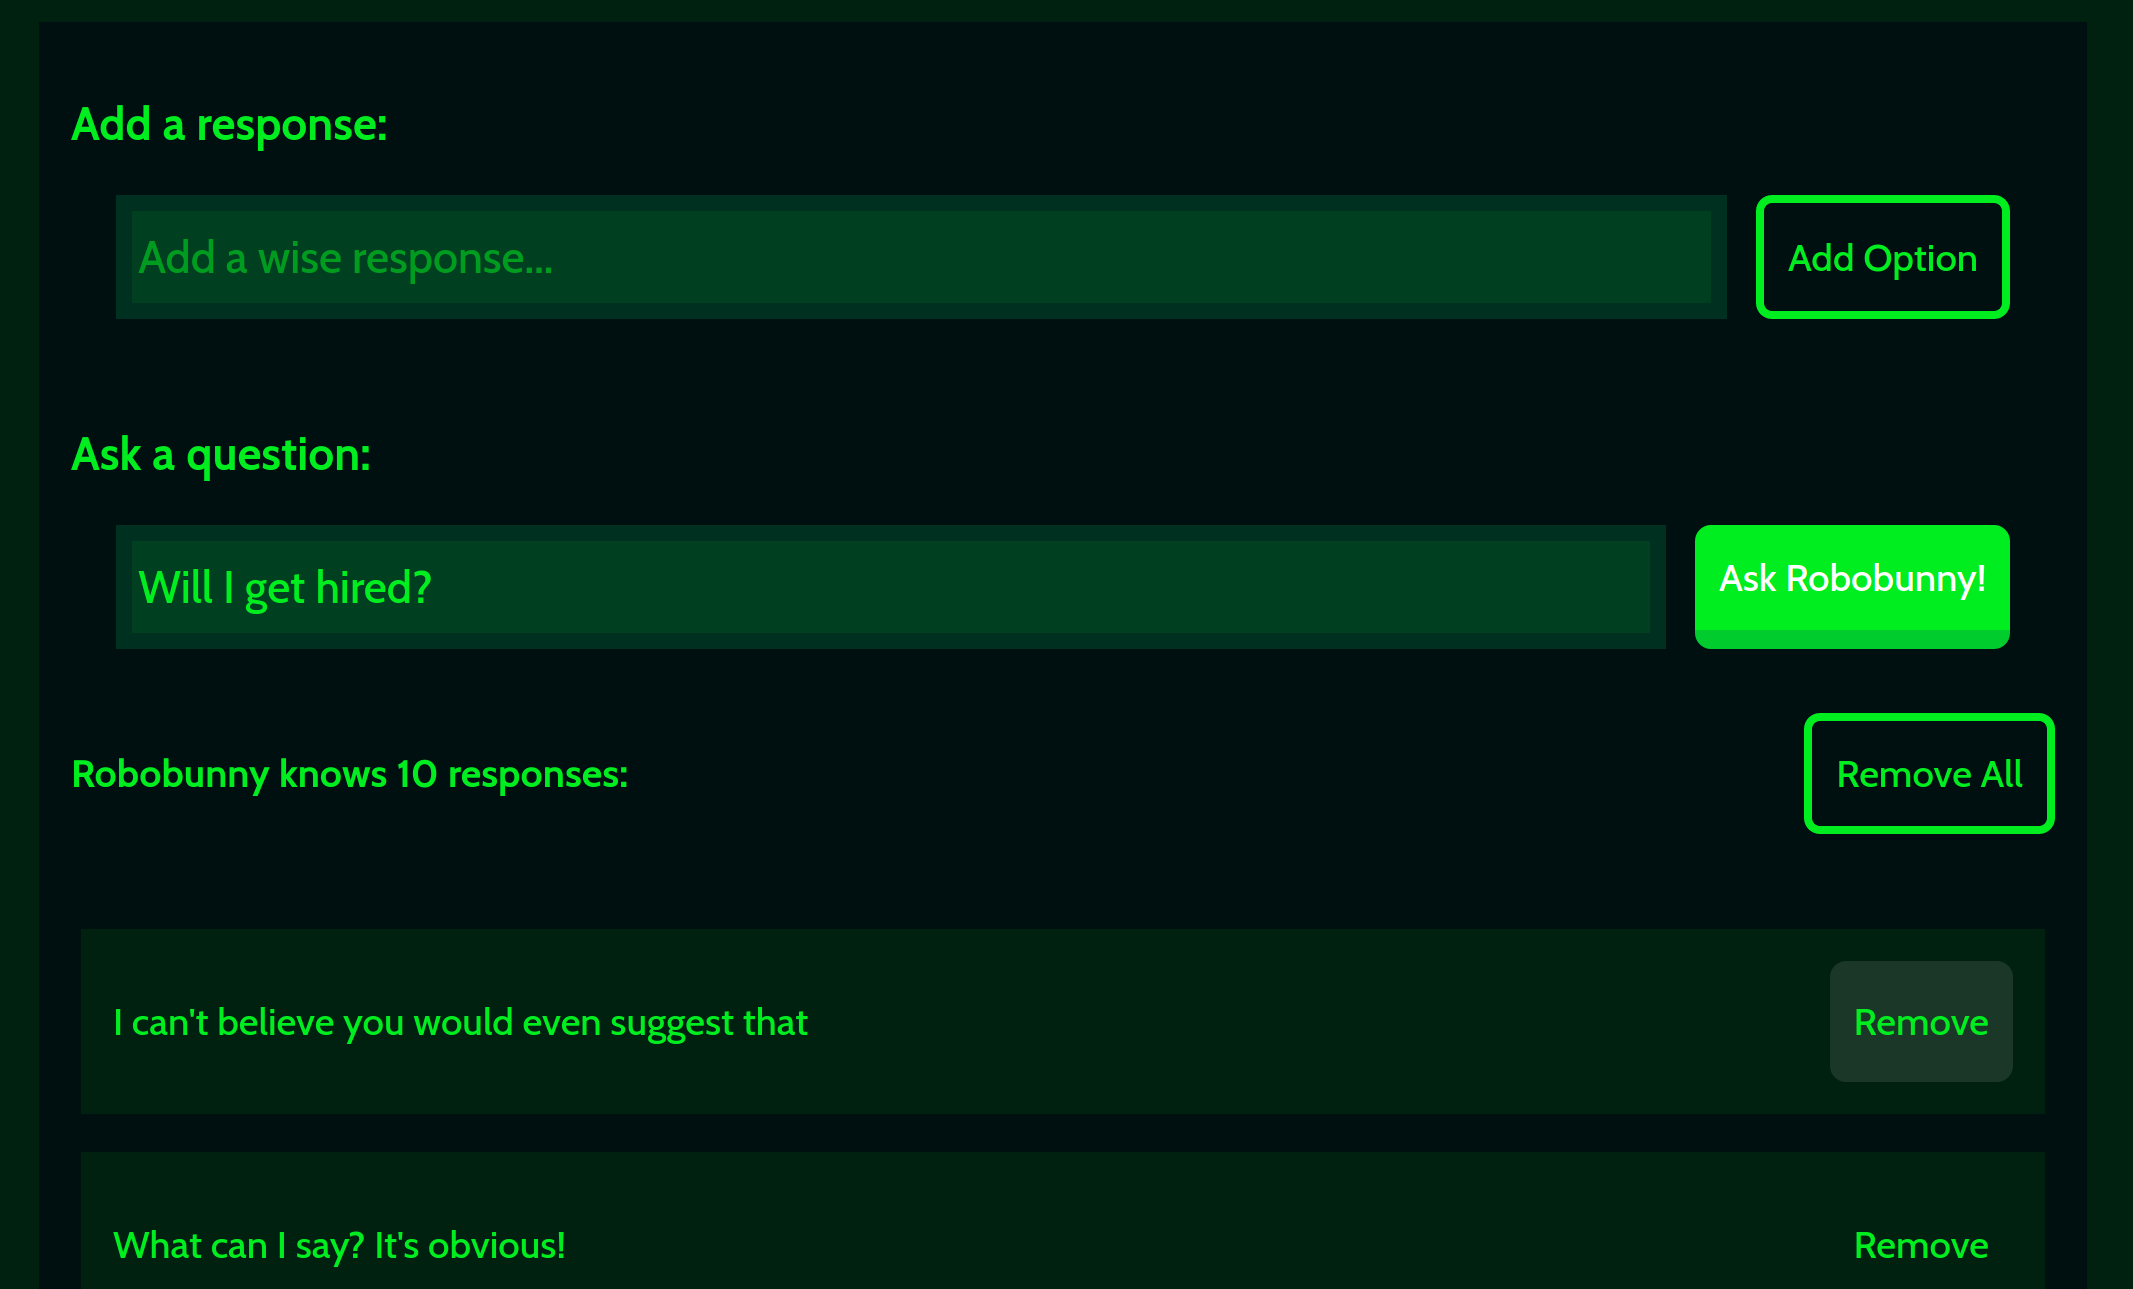 Add a response:
Add a wise response...
Add Option
Ask a question:
Will I get hired?
Ask Robobunny!
Robobunny knows 10 responses:
Remove All
I can't believe you would even suggest that
Remove
What can I say? It's obvious!
Remove